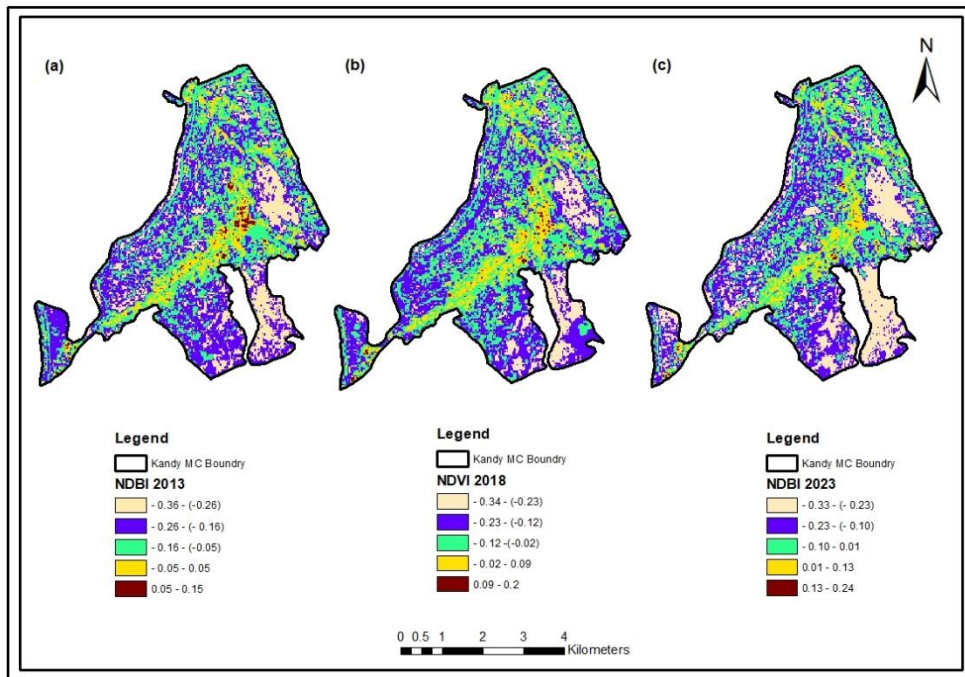 (a)
(b)
(c)
N
Legend
Kandy MC Boundry
NDBI 2013
- 0.36 - (-0.26)
- 0.26 - (- 0.16)
- 0.16 - (-0.05)
- 0.05 - 0.05
0.05 - 0.15
Legend
Kandy MC Boundry
NDVI 2018
- 0.34 - (-0.23)
- 0.23 - (-0.12)
- 0.12 -(-0.02)
- 0.02 - 0.09
0.09 - 0.2
Legend
Kandy MC Boundry
NDBI 2023
- 0.33 - (- 0.23)
- 0.23 - (- 0.10)
- 0.10 - 0.01
0.01 - 0.13
0.13 - 0.24
0 0.5 1 2 3 4
Kilometers